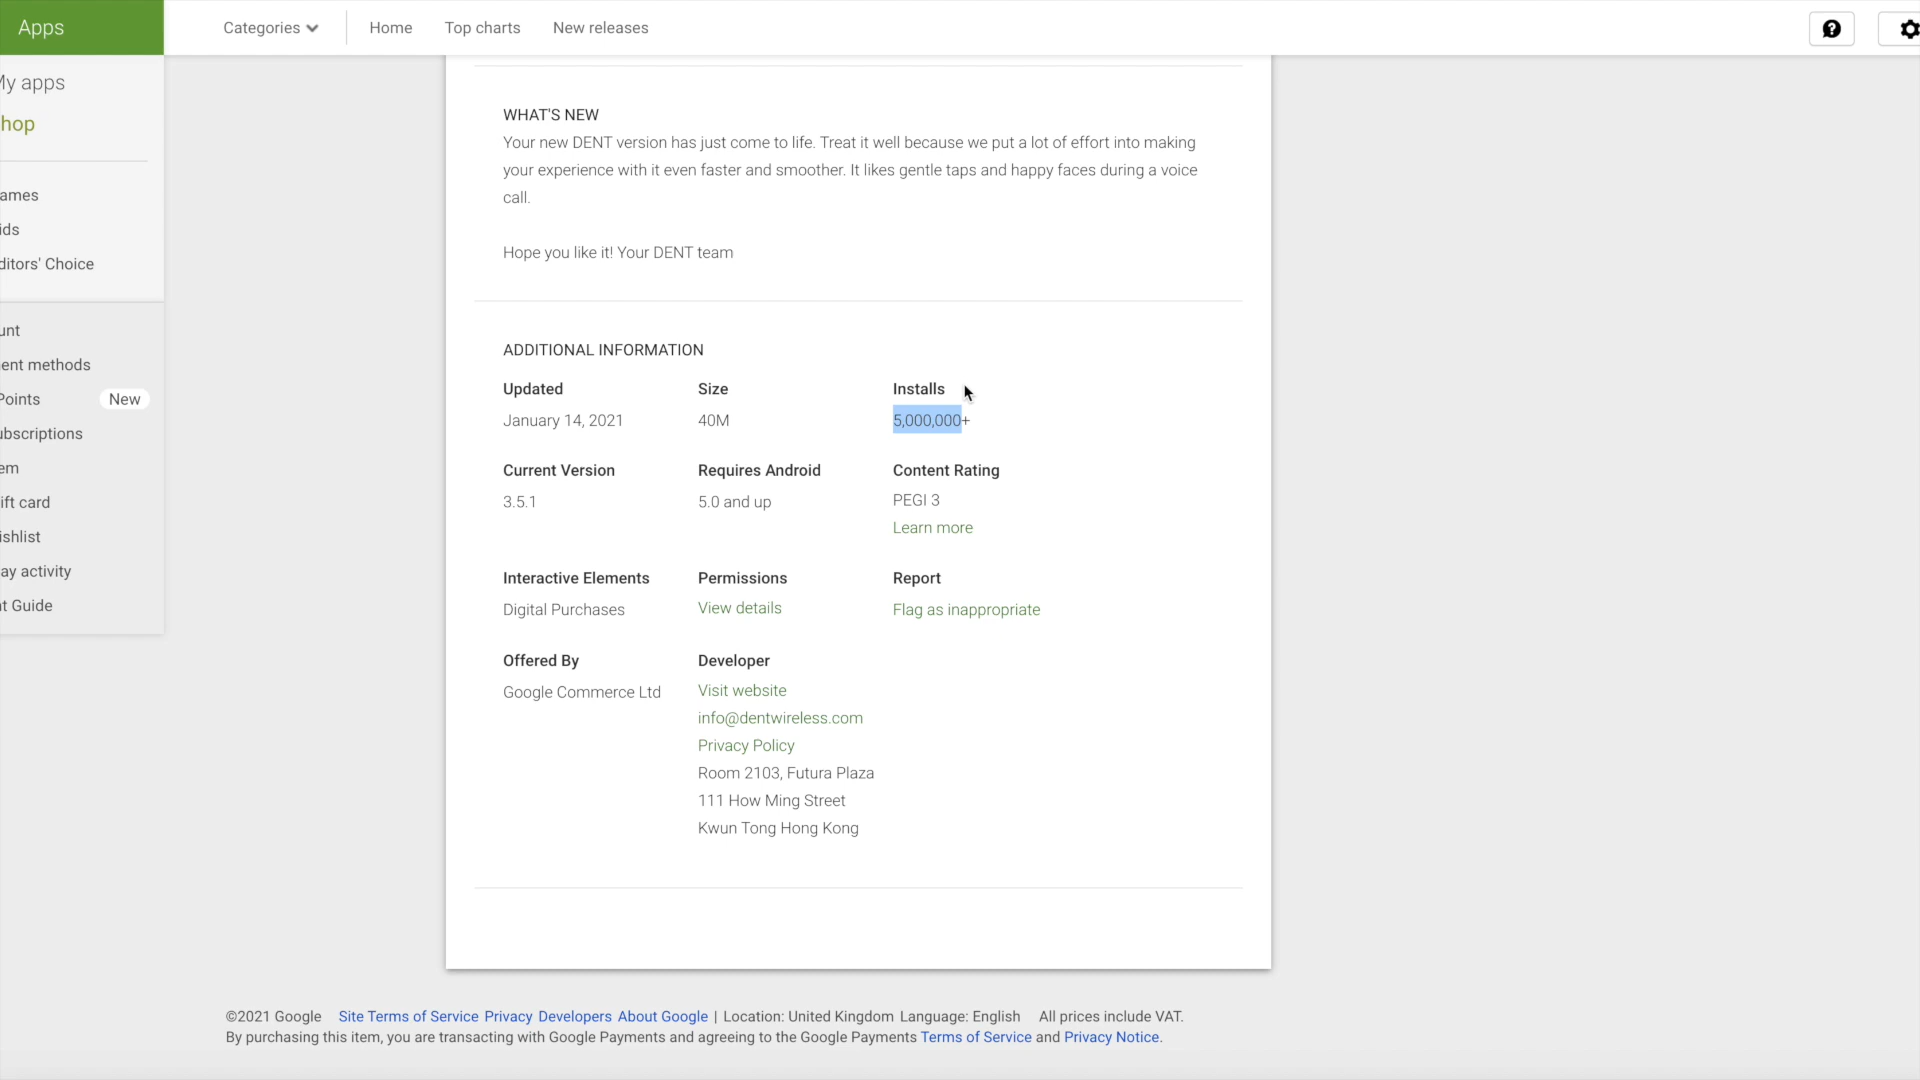 Apps
Categories Home Top charts New releases
My apps
hop
ames
ids
ditors' Choice
unt
ent methods
Points New
ubscriptions
em
ift card
ishlist
ay activity
t Guide
WHAT'S NEW
Your new DENT version has just come to life. Treat it well because we put a lot of effort into making
your experience with it even faster and smoother. It likes gentle taps and happy faces during a voice
call.
Hope you like it! Your DENT team
ADDITIONAL INFORMATION
Updated Size Installs
January 14, 2021 40M 5,000,000+
Current Version Requires Android Content Rating
3.5.1 5.0 and up PEGI 3
Learn more
Interactive Elements Permissions Report
Digital Purchases View details Flag as inappropriate
Offered By Developer
Google Commerce Ltd Visit website
info@dentwireless.com
Privacy Policy
Room 2103, Futura Plaza
111 How Ming Street
Kwun Tong Hong Kong
©2021 Google Site Terms of Service Privacy Developers About Google | Location: United Kingdom Language: English All prices include VAT.
By purchasing this item, you are transacting with Google Payments and agreeing to the Google Payments Terms of Service and Privacy Notice.